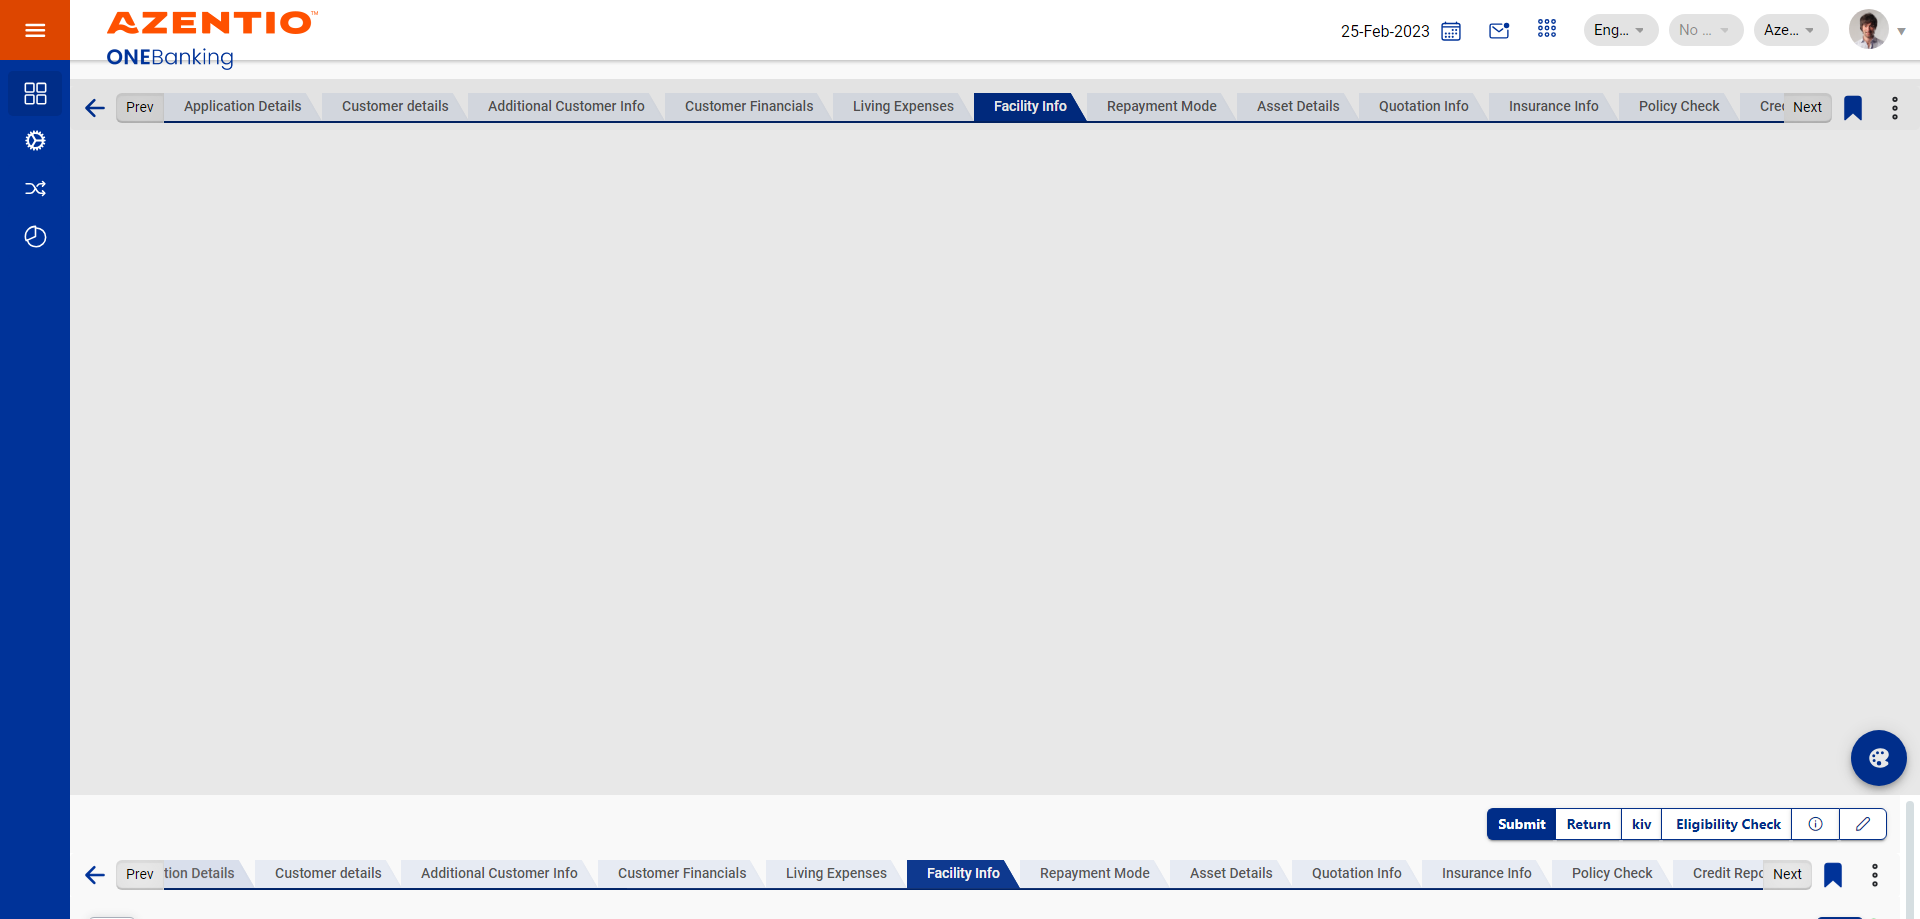 AZENTIO™
ONEBanking
25-Feb-2023
Eng...
No ...
Aze...
Prev
Application Details
Customer details
Additional Customer Info
Customer Financials
Living Expenses
Facility Info
Repayment Mode
Asset Details
Quotation Info
Insurance Info
Policy Check
Cre
Next
Submit
Return
kiv
Eligibility Check
Prev
tion Details
Customer details
Additional Customer Info
Customer Financials
Living Expenses
Facility Info
Repayment Mode
Asset Details
Quotation Info
Insurance Info
Policy Check
Credit Repo
Next